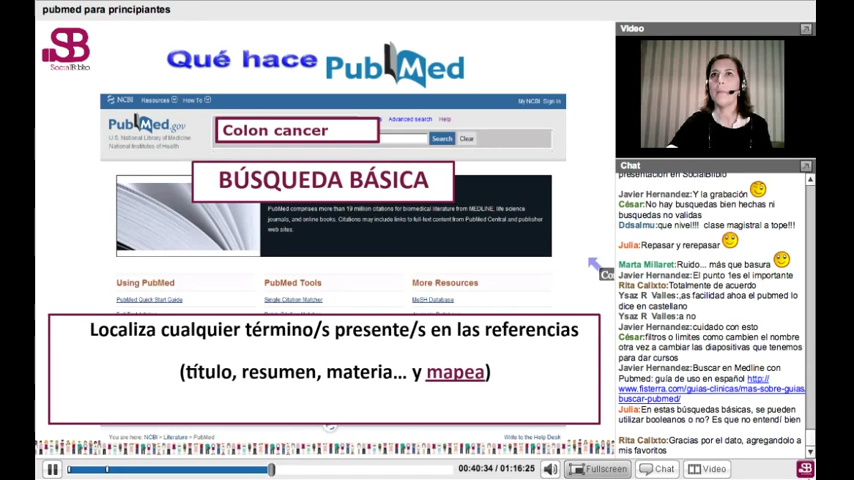 pubmed para principiantes
SB
SocialBiblio
Qué hace PubMed
NCBI Resources How To My NCBI Sign In
PubMed.gov
U.S. National Library of Medicine
National Institutes of Health
Advanced search Help
Colon cancer
Search Clear
BÚSQUEDA BÁSICA
PubMed comprises more than 19 million citations for biomedical literature from MEDLINE, life science
journals, and online books. Citations may include links to full-text content from PubMed Central and publisher
web sites.
Using PubMed PubMed Tools More Resources
PubMed Quick Start Guide Single Citation Matcher MeSH Database
Localiza cualquier término/s presente/s en las referencias
(título, resumen, materia... y mapea)
You are here: NCBI > Literature > PubMed Write to the Help Desk
Video
Chat
presentación en SocialBiblio
Javier Hernandez:Y la grabación
César:No hay busquedas bien hechas ni
busquedas no validas
Ddsalmu:que nivel!!! clase magistral a tope!!!
Julia:Repasar y rerepasar
Marta Millaret:Ruido... más que basura
Javier Hernandez:El punto 1es el importante
Rita Calixto:Totalmente de acuerdo
Ysaz R Valles:,as facilidad ahoa el pubmed lo
dice en castellano
Ysaz R Valles:a no
Javier Hernandez:cuidado con esto
César:filtros o limites como cambien el nombre
otra vez a cambiar las diapositivas que tenemos
para dar cursos
Javier Hernandez:Buscar en Medline con
Pubmed: guía de uso en español http://
www.fisterra.com/guias-clinicas/mas-sobre-guias/
buscar-pubmed/
Julia:En estas búsquedas básicas, se pueden
utilizar booleanos o no? Es que no entendí bien
Rita Calixto:Gracias por el dato, agregandolo a
mis favoritos
00:40:34 / 01:16:25
Fullscreen Chat Video
SB